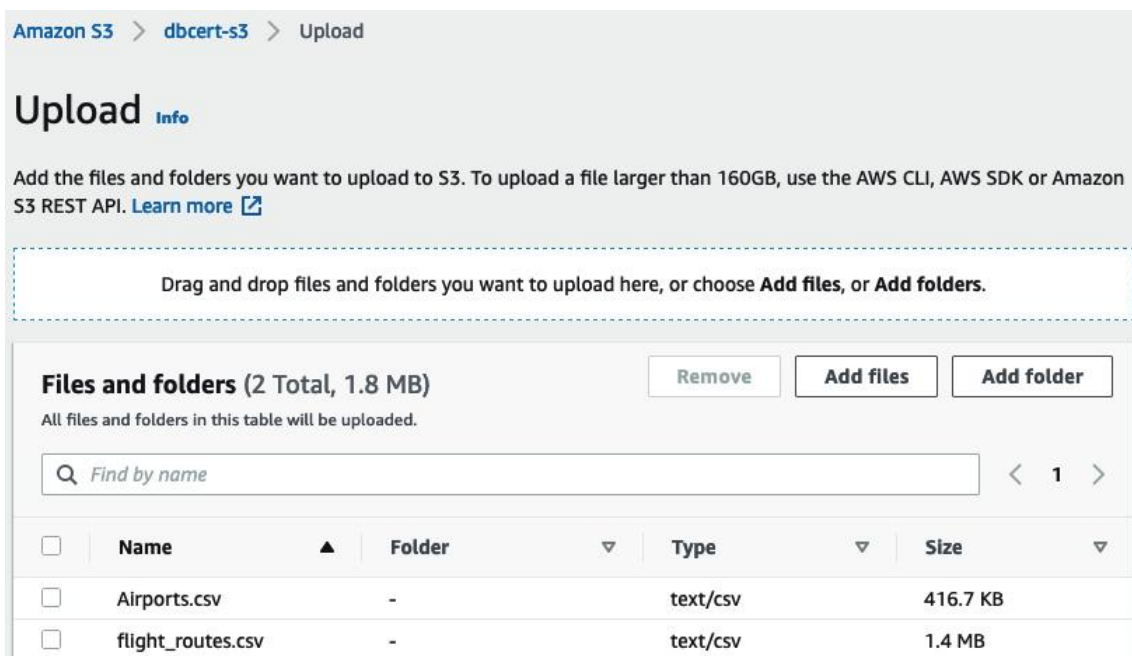 Amazon S3 > dbcert-s3 > Upload
Upload Info
Add the files and folders you want to upload to S3. To upload a file larger than 160GB, use the AWS CLI, AWS SDK or Amazon
S3 REST API. Learn more
Drag and drop files and folders you want to upload here, or choose Add files, or Add folders.
Files and folders (2 Total, 1.8 MB) Remove Add files Add folder
All files and folders in this table will be uploaded.
Find by name < 1 >
Name Folder Type Size
Airports.csv - text/csv 416.7 KB
flight_routes.csv - text/csv 1.4 MB